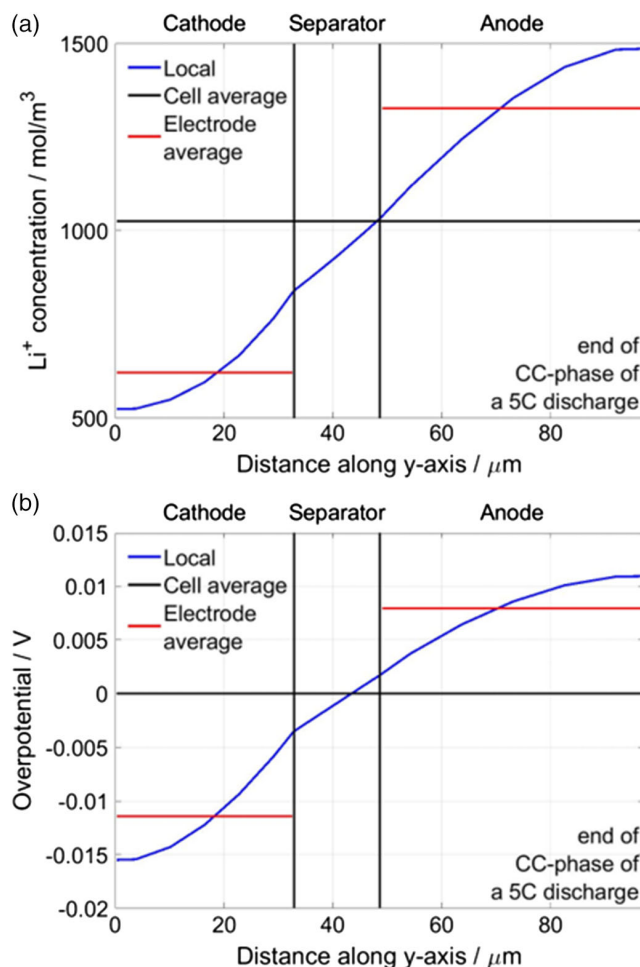 (a)
Cathode Separator Anode
1500
1000
500
Li⁺ concentration / mol/m³
Local
Cell average
Electrode
average
end of
CC-phase of
a 5C discharge
0 20 40 60 80
Distance along y-axis / μm
(b)
Cathode Separator Anode
0.015
0.01
0.005
0
-0.005
-0.01
-0.015
-0.02
Overpotential / V
Local
Cell average
Electrode
average
end of
CC-phase of
a 5C discharge
0 20 40 60 80
Distance along y-axis / μm